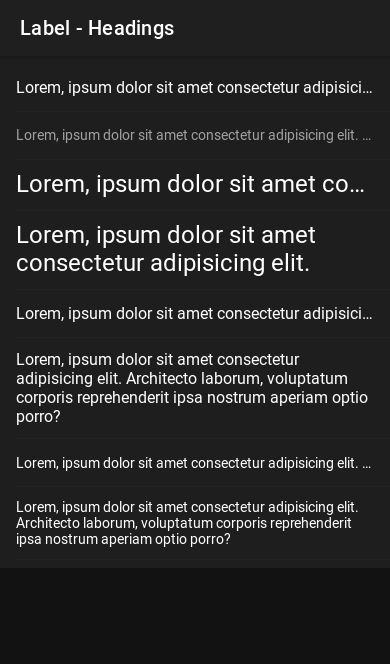 Label - Headings
Lorem, ipsum dolor sit amet consectetur adipisici...
Lorem, ipsum dolor sit amet consectetur adipisicing elit. ...
Lorem, ipsum dolor sit amet co...
Lorem, ipsum dolor sit amet
consectetur adipisicing elit.
Lorem, ipsum dolor sit amet consectetur adipisici...
Lorem, ipsum dolor sit amet consectetur
adipisicing elit. Architecto laborum, voluptatum
corporis reprehenderit ipsa nostrum aperiam optio
porro?
Lorem, ipsum dolor sit amet consectetur adipisicing elit. ...
Lorem, ipsum dolor sit amet consectetur adipisicing elit.
Architecto laborum, voluptatum corporis reprehenderit
ipsa nostrum aperiam optio porro?